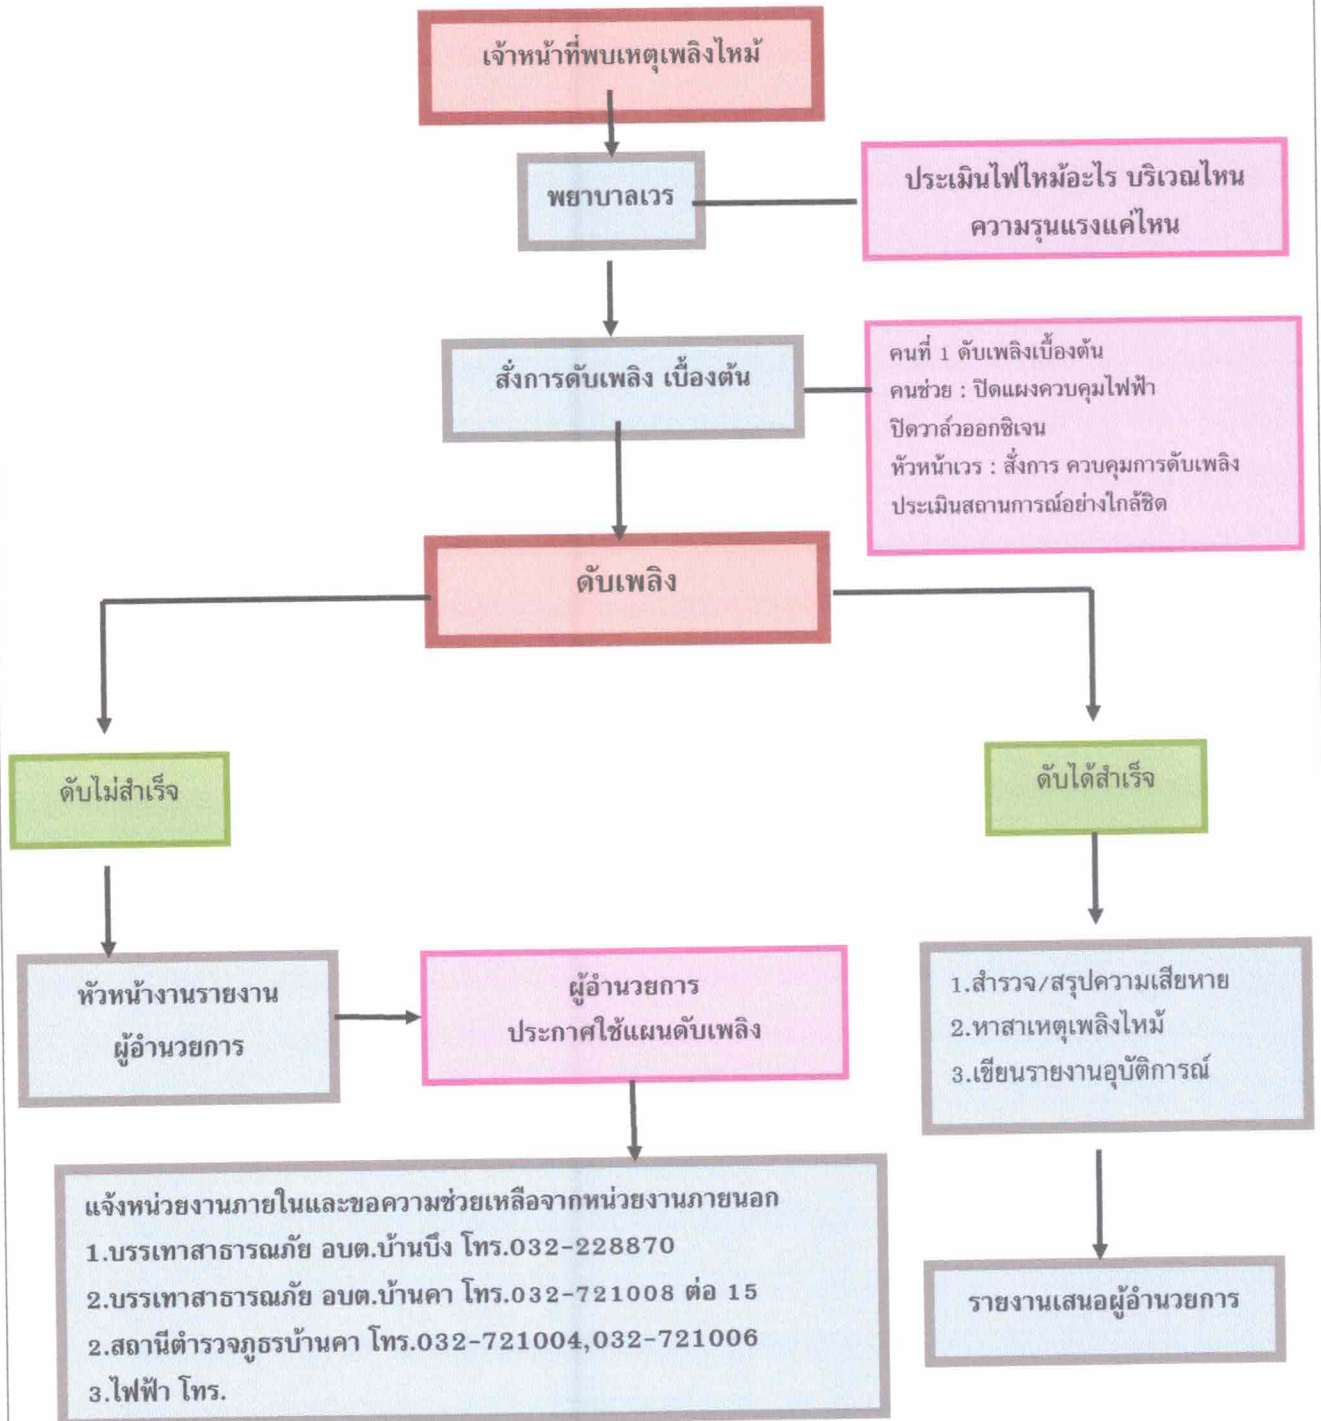 เจ้าหน้าที่พบเหตุเพลิงไหม้
พยาบาลเวร
ประเมินไฟไหม้อะไร บริเวณไหน
ความรุนแรงแค่ไหน
สั่งการดับเพลิง เบื้องต้น
คนที่ 1 ดับเพลิงเบื้องต้น
คนช่วย : ปิดแผงควบคุมไฟฟ้า
ปิดวาล์วออกซิเจน
หัวหน้าเวร : สั่งการ ควบคุมการดับเพลิง
ประเมินสถานการณ์อย่างใกล้ชิด
ดับเพลิง
ดับไม่สำเร็จ
ดับได้สำเร็จ
หัวหน้างานรายงาน
ผู้อำนวยการ
ผู้อำนวยการ
ประกาศใช้แผนดับเพลิง
1.สำรวจ/สรุปความเสียหาย
2.หาสาเหตุเพลิงไหม้
3.เขียนรายงานอุบัติการณ์
แจ้งหน่วยงานภายในและขอความช่วยเหลือจากหน่วยงานภายนอก
1.บรรเทาสาธารณภัย อบต.บ้านบึง โทร.032-228870
2.บรรเทาสาธารณภัย อบต.บ้านคา โทร.032-721008 ต่อ 15
2.สถานีตำรวจภูธรบ้านคา โทร.032-721004,032-721006
3.ไฟฟ้า โทร.
รายงานเสนอผู้อำนวยการ